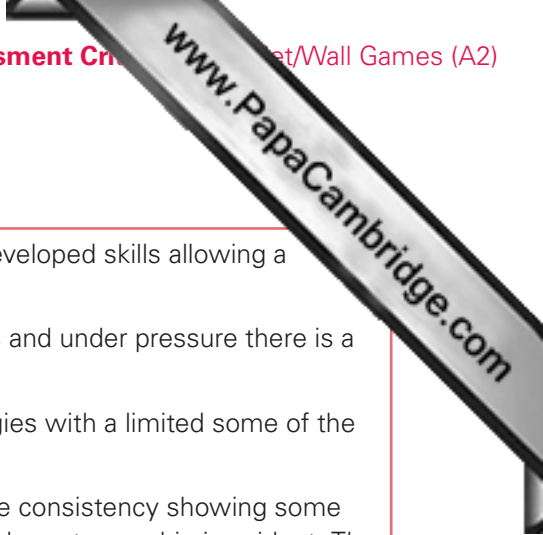 sment Cri et/Wall Games (A2)
www.PapaCambridge.com
eveloped skills allowing a
and under pressure there is a
gies with a limited some of the
e consistency showing some